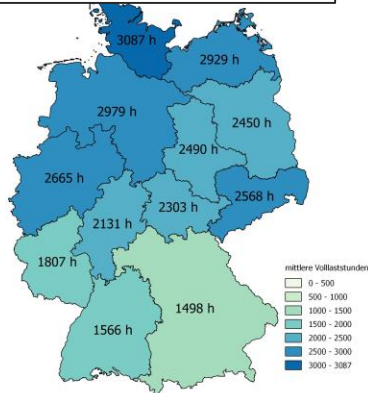 3087 h
2929 h
2979 h
2450 h
2490 h
2665 h
2568 h
2303 h
2131 h
1807 h
1498 h
1566 h
mittlere Volllaststunden
0 - 500
500 - 1000
1000 - 1500
1500 - 2000
2000 - 2500
2500 - 3000
3000 - 3087